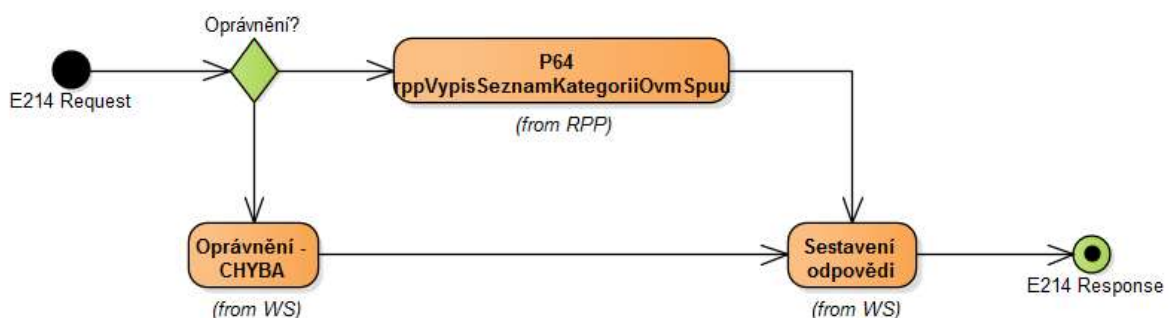 Oprávnění?
E214 Request
P64
rppVypisSeznamKategoriiOvmSpuu
(from RPP)
Oprávnění -
CHYBA
(from WS)
Sestavení
odpovědi
(from WS)
E214 Response